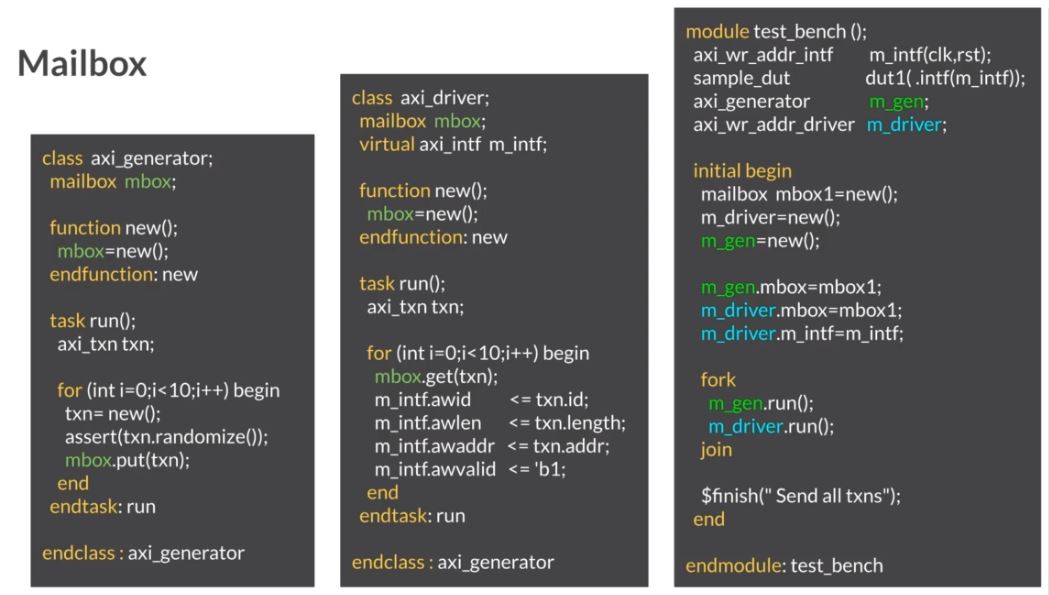 Mailbox
class axi_generator;
mailbox mbox;
function new();
mbox=new();
endfunction: new
task run();
axi_txn txn;
for (int i=0;i<10;i++) begin
txn= new();
assert(txn.randomize());
mbox.put(txn);
end
endtask: run
endclass : axi_generator
class axi_driver;
mailbox mbox;
virtual axi_intf m_intf;
function new();
mbox=new();
endfunction: new
task run();
axi_txn txn;
for (int i=0;i<10;i++) begin
mbox.get(txn);
m_intf.awid <= txn.id;
m_intf.awlen <= txn.length;
m_intf.awaddr <= txn.addr;
m_intf.awvalid <= 'b1;
end
endtask: run
endclass : axi_generator
module test_bench ();
axi_wr_addr_intf m_intf(clk,rst);
sample_dut dut1( .intf(m_intf));
axi_generator m_gen;
axi_wr_addr_driver m_driver;
initial begin
mailbox mbox1=new();
m_driver=new();
m_gen=new();
m_gen.mbox=mbox1;
m_driver.mbox=mbox1;
m_driver.m_intf=m_intf;
fork
m_gen.run();
m_driver.run();
join
$finish(" Send all txns");
end
endmodule: test_bench